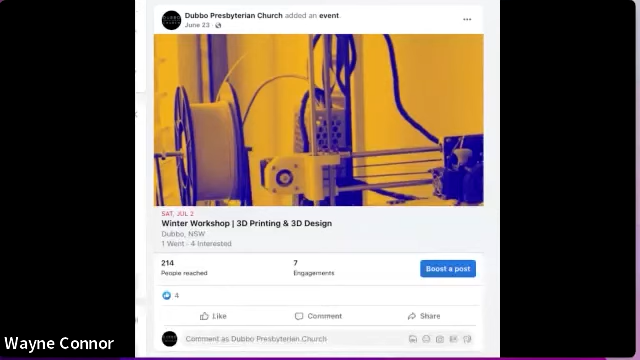 Dubbo Presbyterian Church added an event
June 23 ·
SAT, JUL 2
Winter Workshop | 3D Printing & 3D Design
Dubbo, NSW
1 Went · 4 Interested
214
People reached
7
Engagements
Boost a post
4
Like
Comment
Share
Comment as Dubbo Presbyterian Church
Wayne Connor